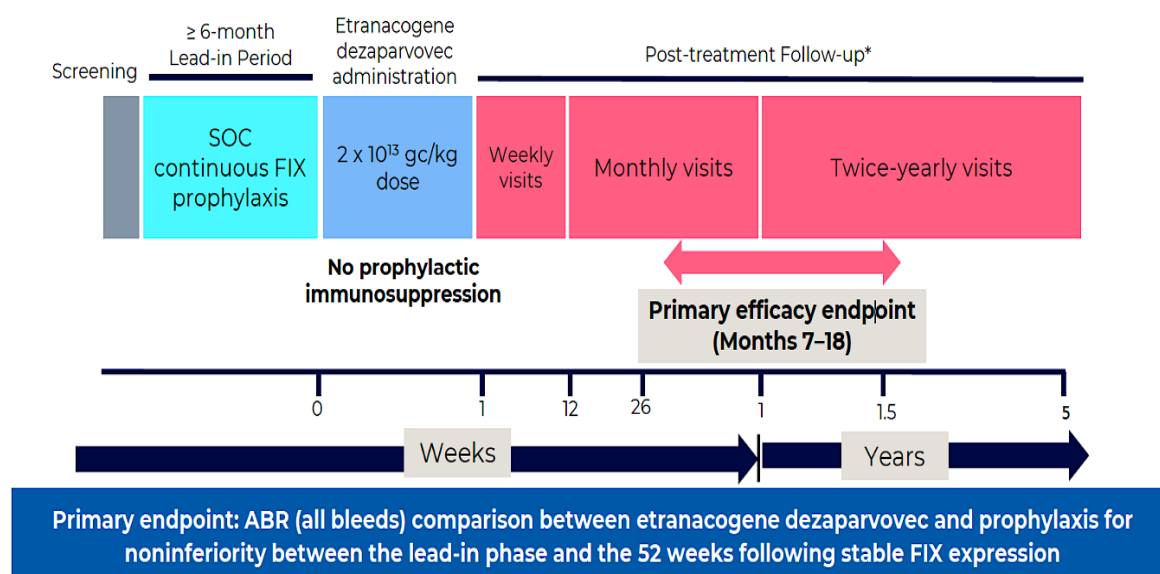 Screening
≥ 6-month
Lead-in Period
Etranacogene
dezaparvovec
administration
Post-treatment Follow-up*
SOC
continuous FIX
prophylaxis
2 x 10¹³ gc/kg
dose
Weekly
visits
Monthly visits
Twice-yearly visits
No prophylactic
immunosuppression
Primary efficacy endpoint
(Months 7–18)
0
1
12
26
1
1.5
5
Weeks
Years
Primary endpoint: ABR (all bleeds) comparison between etranacogene dezaparvovec and prophylaxis for
noninferiority between the lead-in phase and the 52 weeks following stable FIX expression